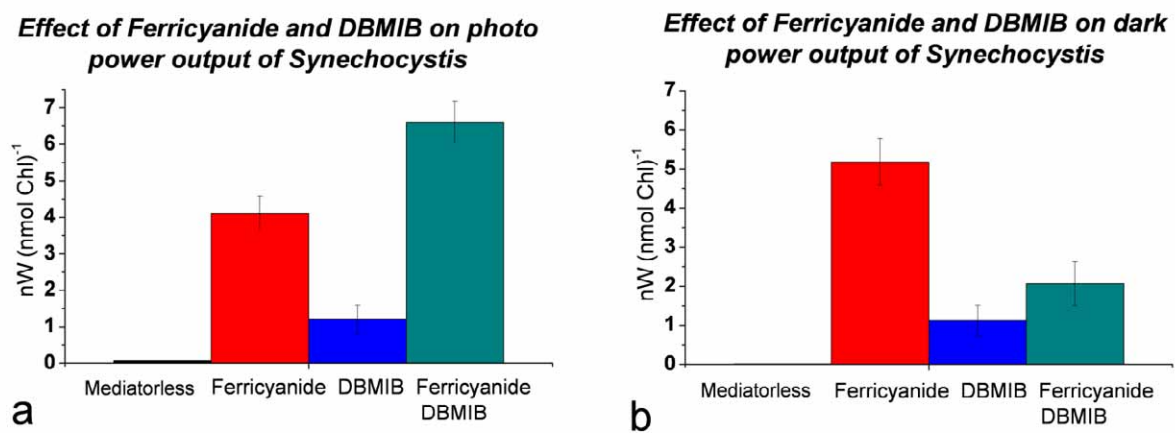 Effect of Ferricyanide and DBMIB on photo
power output of Synechocystis
7
6
5
4
3
2
1
0
nW (nmol Chl)⁻¹
Mediatorless Ferricyanide DBMIB Ferricyanide
DBMIB
a
Effect of Ferricyanide and DBMIB on dark
power output of Synechocystis
7
6
5
4
3
2
1
0
nW (nmol Chl)⁻¹
Mediatorless Ferricyanide DBMIB Ferricyanide
DBMIB
b